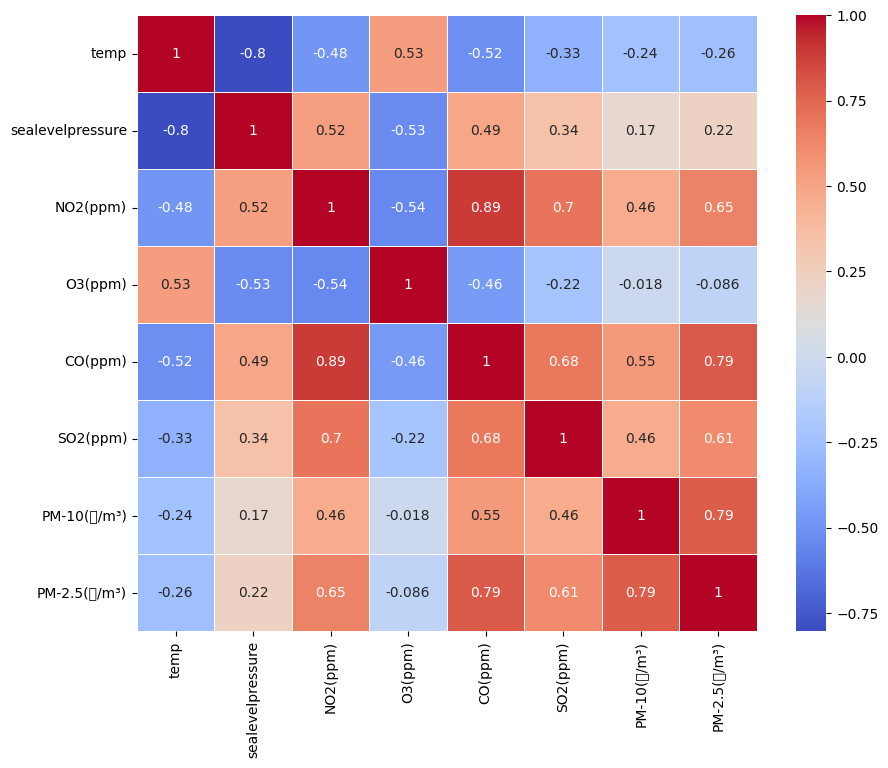 temp 1 -0.8 -0.48 0.53 -0.52 -0.33 -0.24 -0.26
sealevelpressure -0.8 1 0.52 -0.53 0.49 0.34 0.17 0.22
NO2(ppm) -0.48 0.52 1 -0.54 0.89 0.7 0.46 0.65
O3(ppm) 0.53 -0.53 -0.54 1 -0.46 -0.22 -0.018 -0.086
CO(ppm) -0.52 0.49 0.89 -0.46 1 0.68 0.55 0.79
SO2(ppm) -0.33 0.34 0.7 -0.22 0.68 1 0.46 0.61
PM-10(▯/m³) -0.24 0.17 0.46 -0.018 0.55 0.46 1 0.79
PM-2.5(▯/m³) -0.26 0.22 0.65 -0.086 0.79 0.61 0.79 1
temp
sealevelpressure
NO2(ppm)
O3(ppm)
CO(ppm)
SO2(ppm)
PM-10(▯/m³)
PM-2.5(▯/m³)
1.00
0.75
0.50
0.25
0.00
−0.25
−0.50
−0.75